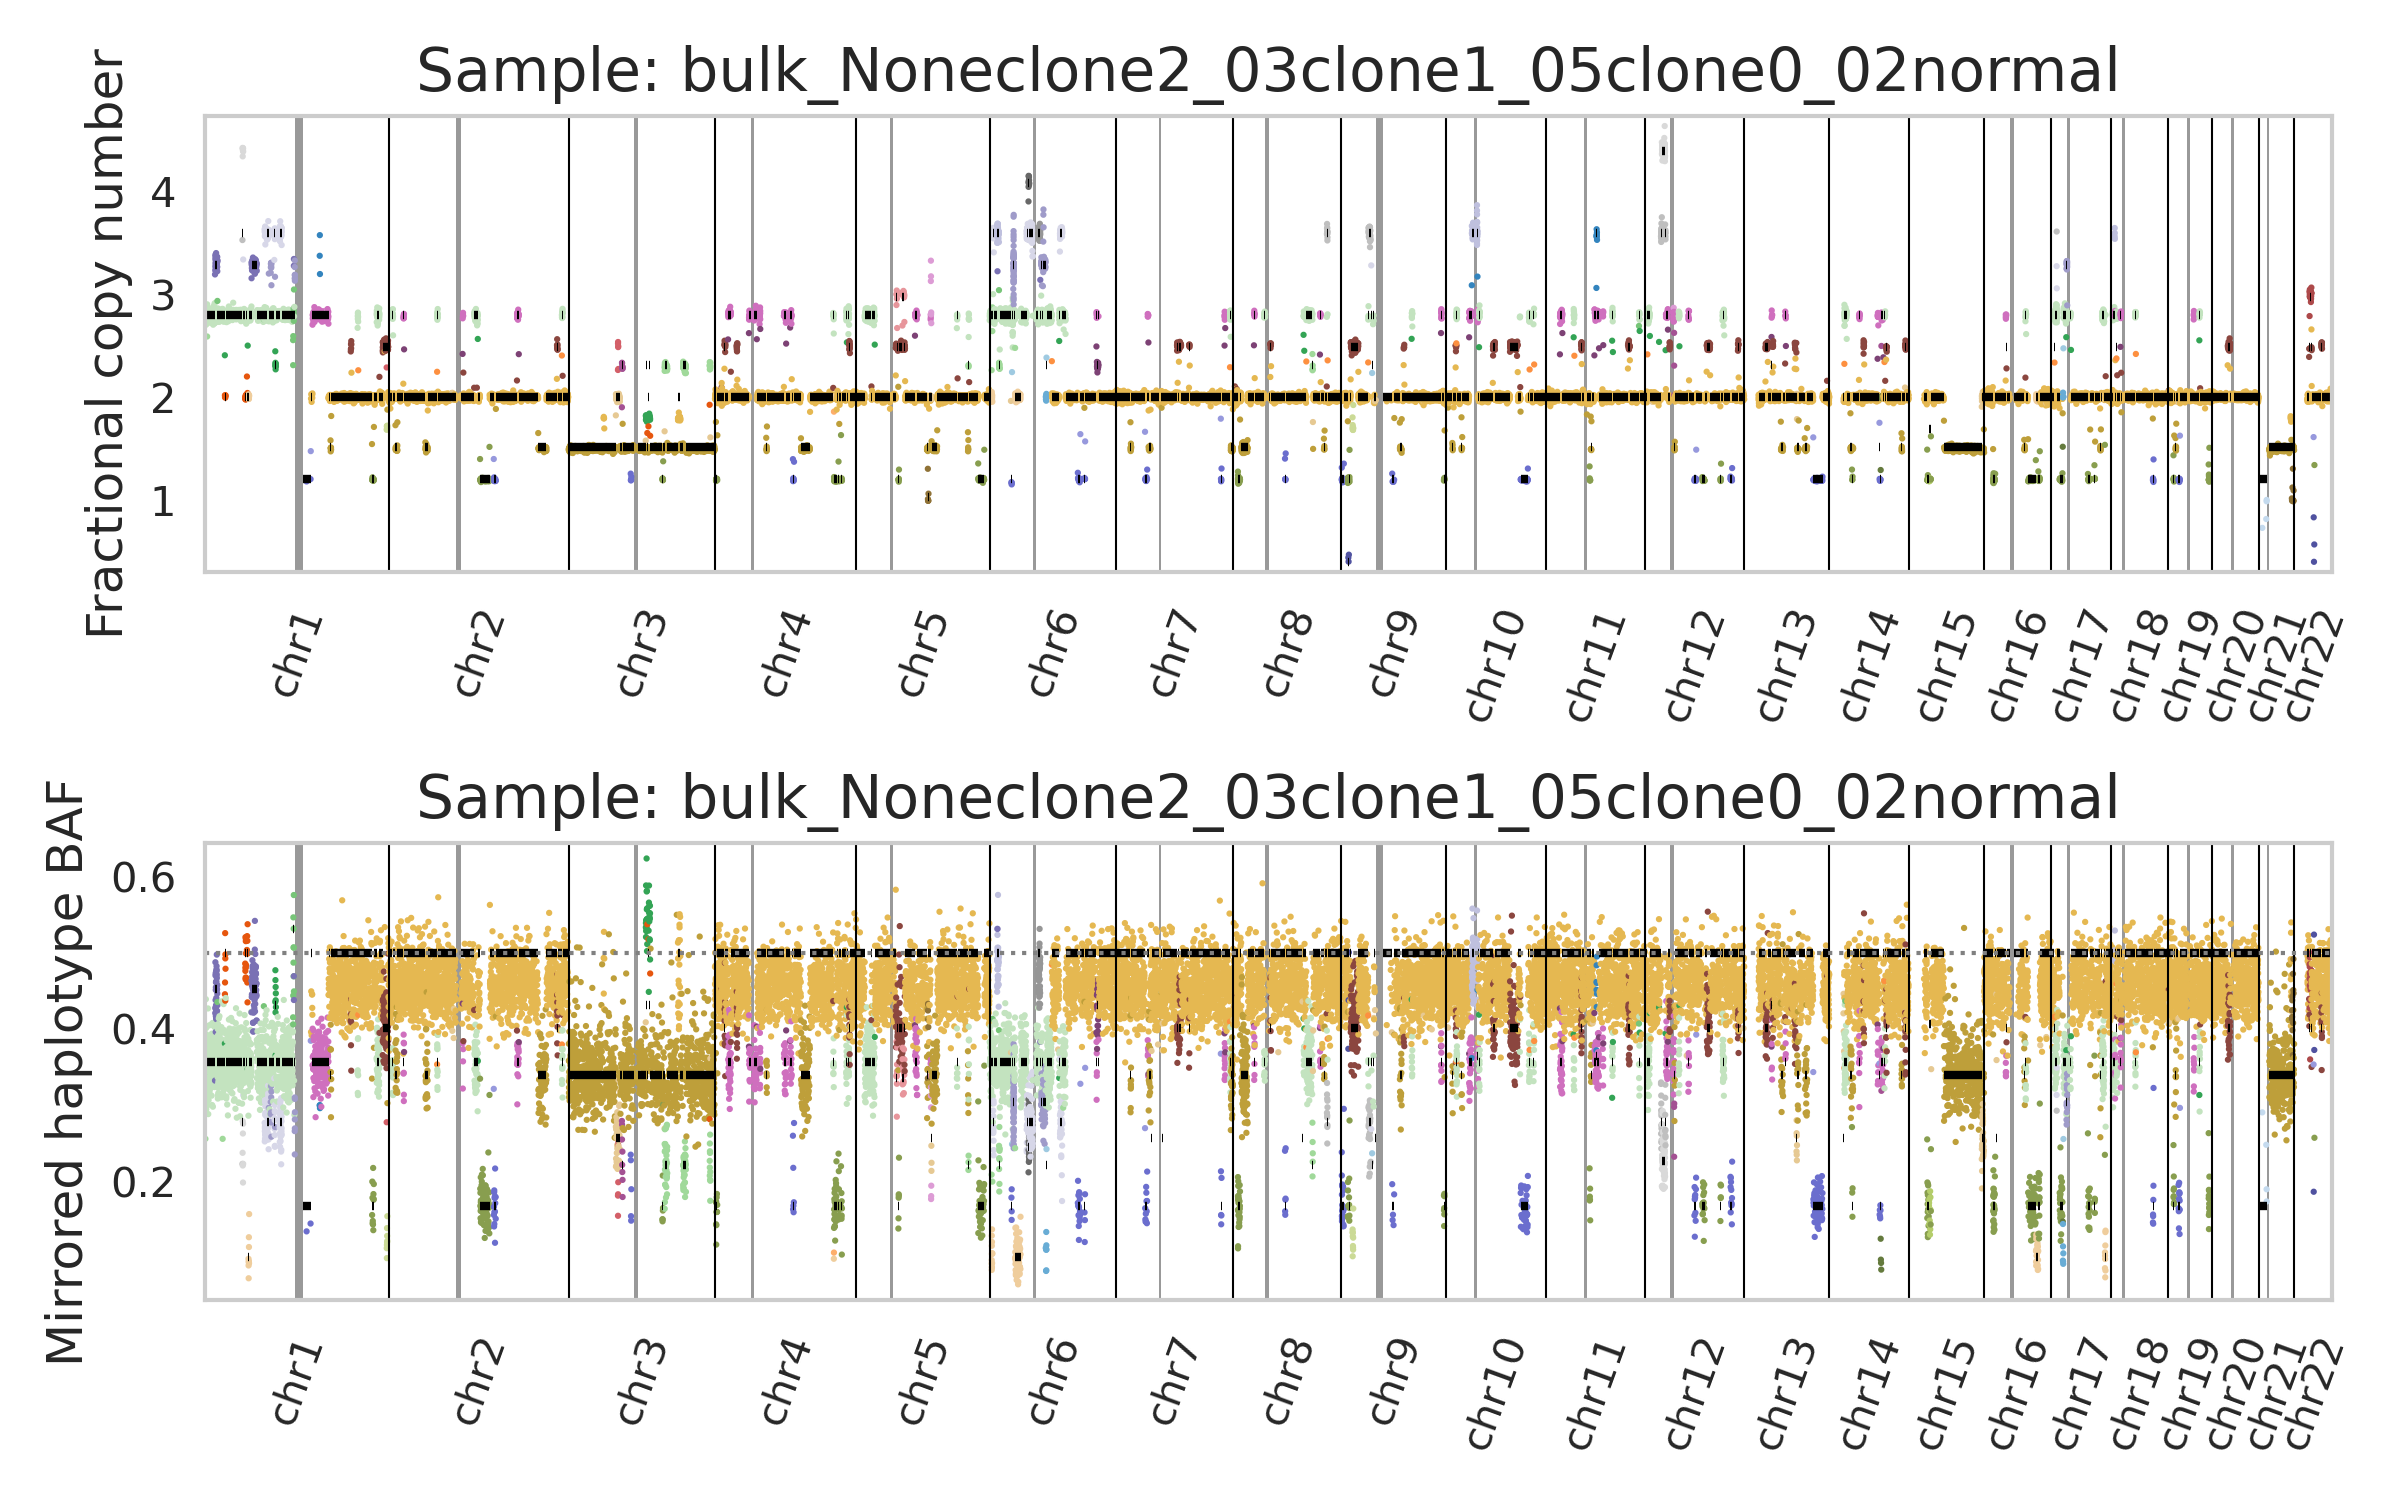 Sample: bulk_Noneclone2_03clone1_05clone0_02normal
Fractional copy number
4
3
2
1
chr1 chr2 chr3 chr4 chr5 chr6 chr7 chr8 chr9 chr10 chr11 chr12 chr13 chr14 chr15 chr16 chr17 chr18 chr19 chr20 chr21 chr22
Sample: bulk_Noneclone2_03clone1_05clone0_02normal
Mirrored haplotype BAF
0.6
0.4
0.2
chr1 chr2 chr3 chr4 chr5 chr6 chr7 chr8 chr9 chr10 chr11 chr12 chr13 chr14 chr15 chr16 chr17 chr18 chr19 chr20 chr21 chr22